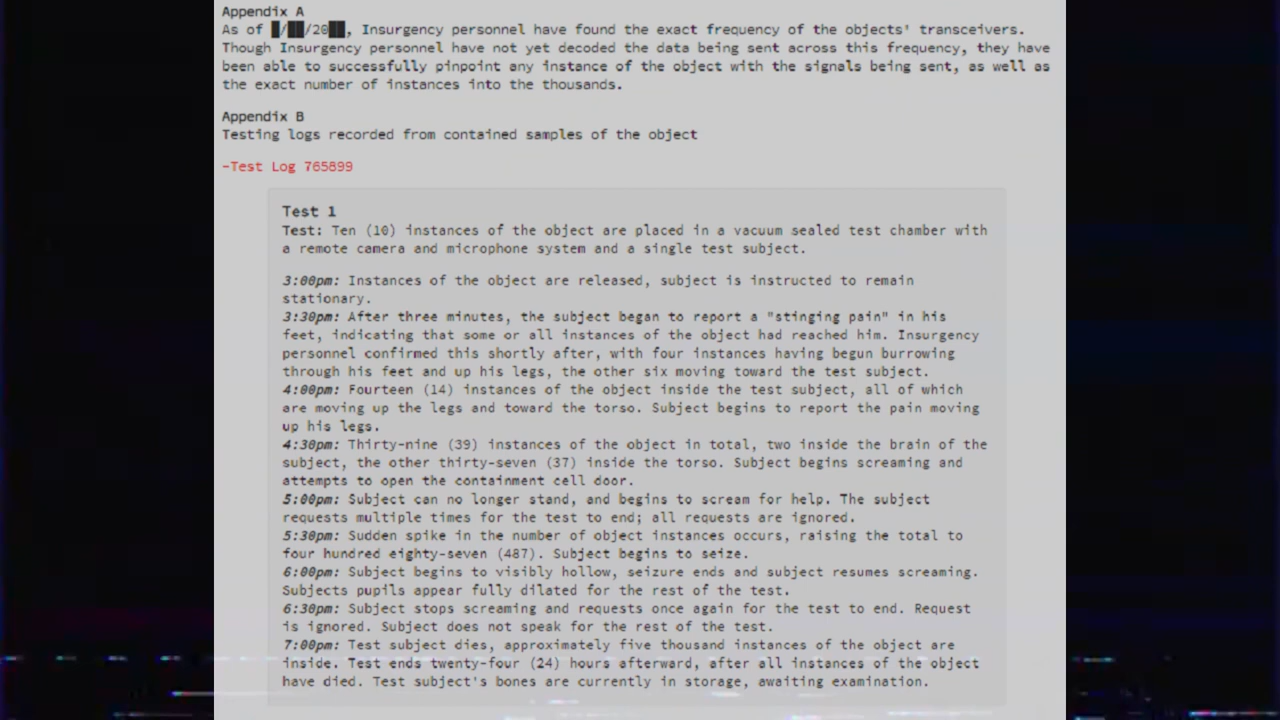 Appendix A
As of █/██/20██, Insurgency personnel have found the exact frequency of the objects' transceivers.
Though Insurgency personnel have not yet decoded the data being sent across this frequency, they have
been able to successfully pinpoint any instance of the object with the signals being sent, as well as
the exact number of instances into the thousands.
Appendix B
Testing logs recorded from contained samples of the object
-Test Log 765899
Test 1
Test: Ten (10) instances of the object are placed in a vacuum sealed test chamber with
a remote camera and microphone system and a single test subject.
3:00pm: Instances of the object are released, subject is instructed to remain
stationary.
3:30pm: After three minutes, the subject began to report a "stinging pain" in his
feet, indicating that some or all instances of the object had reached him. Insurgency
personnel confirmed this shortly after, with four instances having begun burrowing
through his feet and up his legs, the other six moving toward the test subject.
4:00pm: Fourteen (14) instances of the object inside the test subject, all of which
are moving up the legs and toward the torso. Subject begins to report the pain moving
up his legs.
4:30pm: Thirty-nine (39) instances of the object in total, two inside the brain of the
subject, the other thirty-seven (37) inside the torso. Subject begins screaming and
attempts to open the containment cell door.
5:00pm: Subject can no longer stand, and begins to scream for help. The subject
requests multiple times for the test to end; all requests are ignored.
5:30pm: Sudden spike in the number of object instances occurs, raising the total to
four hundred eighty-seven (487). Subject begins to seize.
6:00pm: Subject begins to visibly hollow, seizure ends and subject resumes screaming.
Subjects pupils appear fully dilated for the rest of the test.
6:30pm: Subject stops screaming and requests once again for the test to end. Request
is ignored. Subject does not speak for the rest of the test.
7:00pm: Test subject dies, approximately five thousand instances of the object are
inside. Test ends twenty-four (24) hours afterward, after all instances of the object
have died. Test subject's bones are currently in storage, awaiting examination.